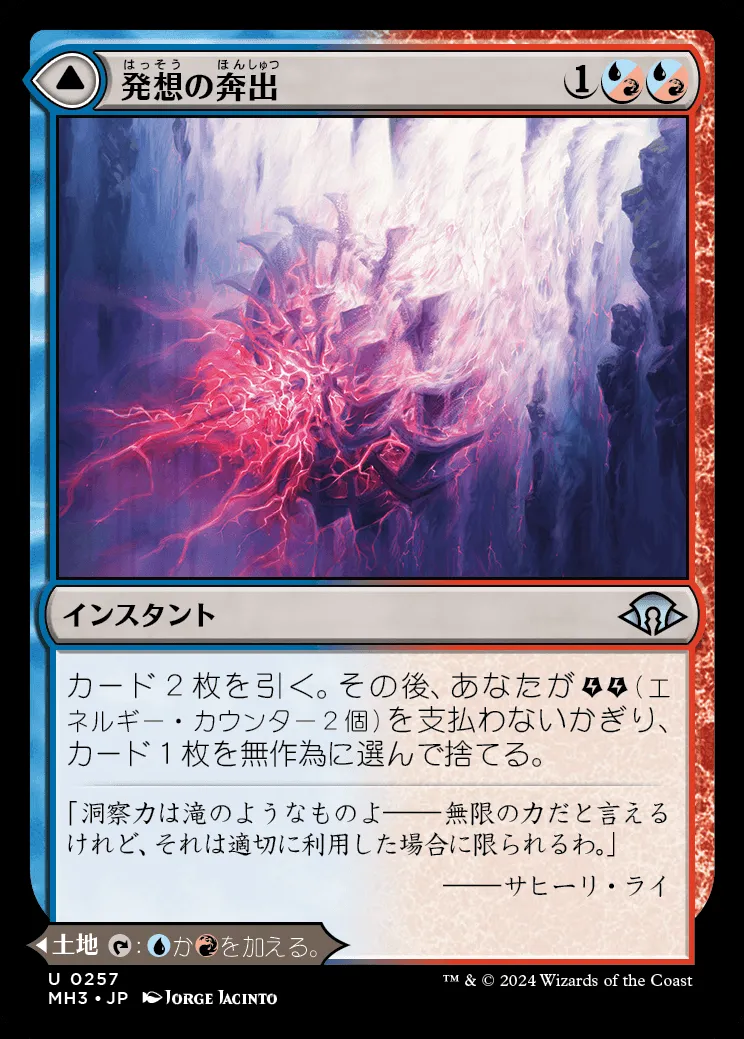 はっそう ほんしゅつ
発想の奔出 1
インスタント
カード2枚を引く。その後、あなたが(エ
ネルギー・カウンター2個)を支払わないかぎり、
カード1枚を無作為に選んで捨てる。
「洞察力は滝のようなものよ──無限の力だと言える
けれど、それは適切に利用した場合に限られるわ。」
──サヒーリ・ライ
土地 :かを加える。
U 0257
MH3・JP JORGE JACINTO
™ & © 2024 Wizards of the Coast